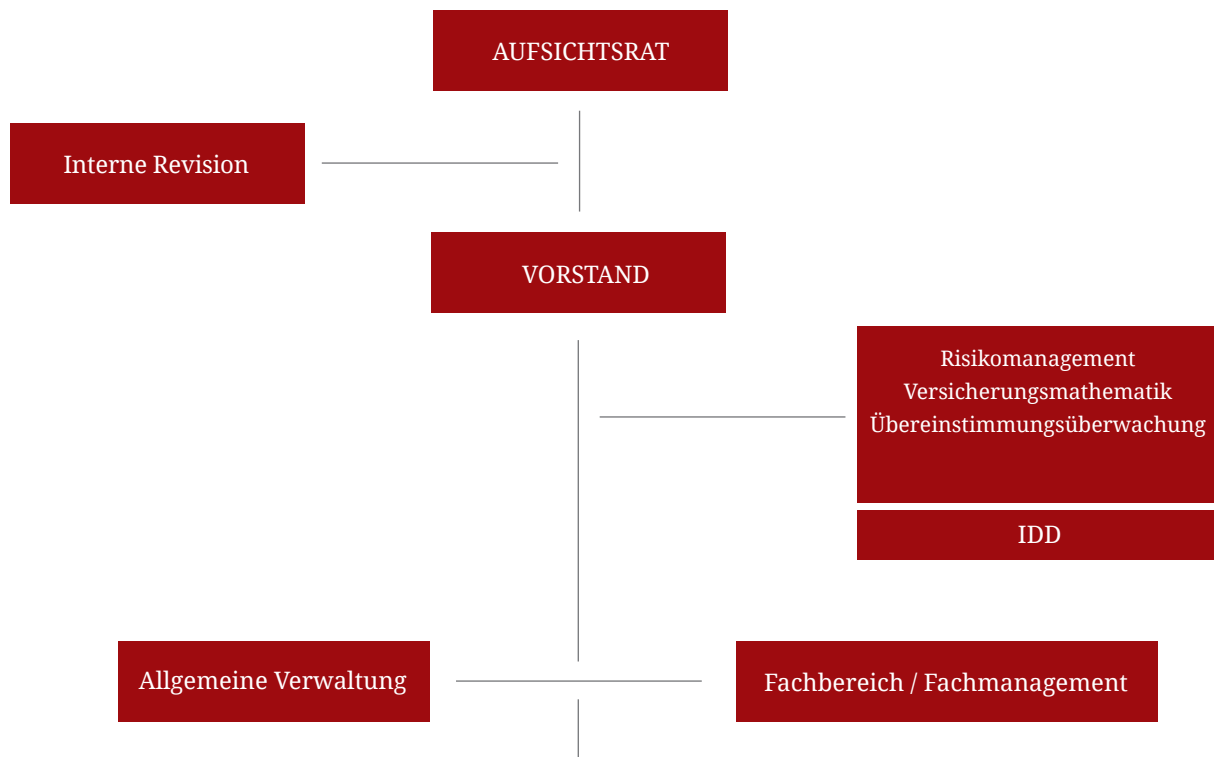 AUFSICHTSRAT
Interne Revision
VORSTAND
Risikomanagement
Versicherungsmathematik
Übereinstimmungsüberwachung
IDD
Allgemeine Verwaltung
Fachbereich / Fachmanagement